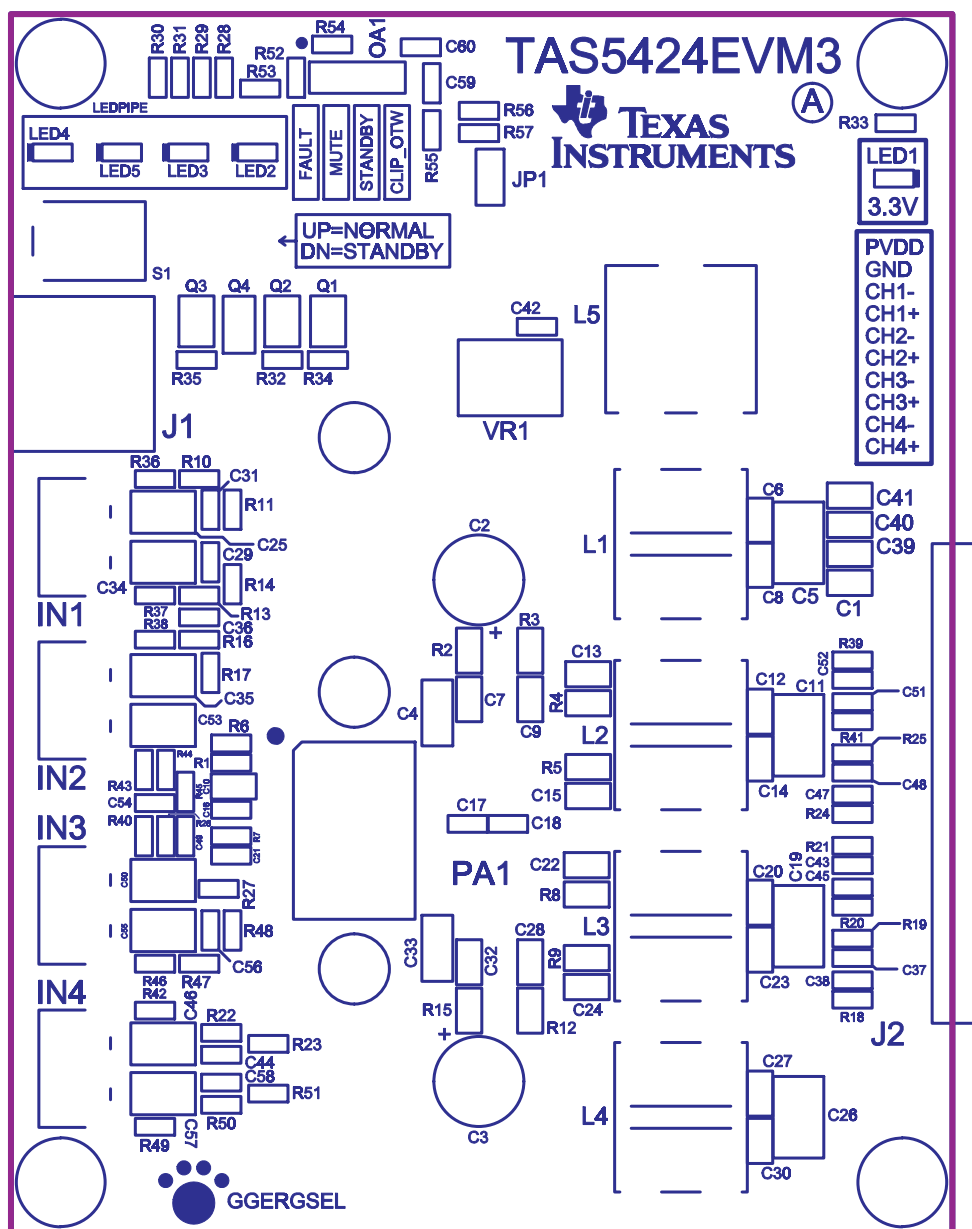 R30
R31
R29
R28
R52
R53
R54
OA1
C60
C59
R55
TAS5424EVM3
A
TEXAS
INSTRUMENTS
R56
R57
JP1
R33
LED1
3.3V
LEDPIPE
LED4
LED5
LED3
LED2
FAULT
MUTE
STANDBY
CLIP_OTW
UP=NORMAL
DN=STANDBY
S1
PVDD
GND
CH1-
CH1+
CH2-
CH2+
CH3-
CH3+
CH4-
CH4+
Q3
Q4
Q2
Q1
R35
R32
R34
J1
C42
VR1
L5
R36
R10
C31
R11
C25
C29
R14
C34
R37
R13
C36
R38
R16
IN1
R17
C35
C53
R6
R1
R44
R43
R45
C10
C54
C16
IN2
R40
R26
C49
R7
C21
IN3
C50
R27
C55
R48
C56
R46
R47
R42
C46
IN4
R22
R23
C44
C58
R51
R50
R49
C57
GGERGSEL
C2
+
R2
R3
C7
C4
C9
C13
R4
L2
R5
C15
C17
C18
PA1
C22
R8
L3
R9
C24
C33
C32
C28
R15
R12
+
C3
L4
C27
C26
C30
L1
C6
C8
C5
C41
C40
C39
C1
C12
C11
C14
R39
C52
C51
R41
R25
C48
C47
R24
R21
C43
C45
C20
C19
C23
R20
R19
C37
C38
R18
J2